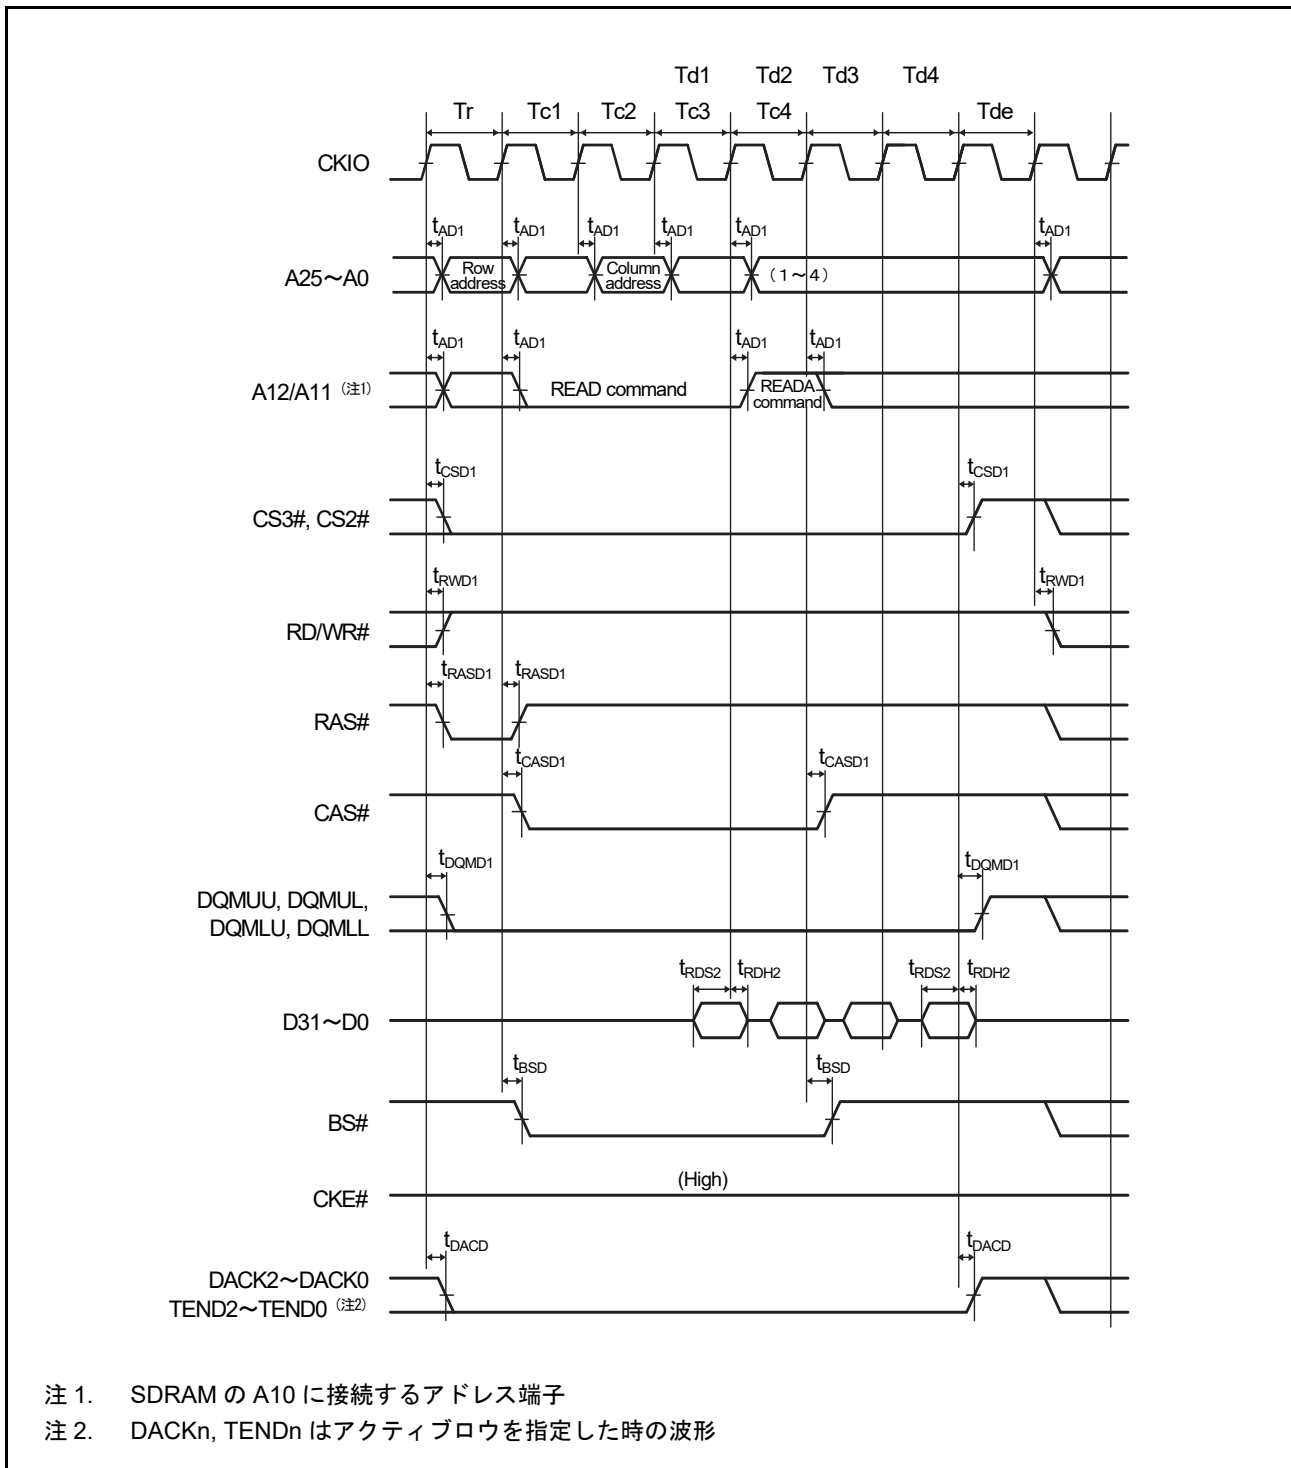 Td1 Td2 Td3 Td4
Tr Tc1 Tc2 Tc3 Tc4 Tde
CKIO
tAD1 tAD1 tAD1 tAD1 tAD1 tAD1
A25～A0 Row address Column address （1～4）
tAD1 tAD1 tAD1 tAD1
A12/A11 （注1） READ command READA command
tCSD1 tCSD1
CS3#, CS2#
tRWD1 tRWD1
RD/WR#
tRASD1 tRASD1
RAS#
tCASD1 tCASD1
CAS#
tDQMD1 tDQMD1
DQMUU, DQMUL,
DQMLU, DQMLL
tRDS2 tRDH2 tRDS2 tRDH2
D31～D0
tBSD tBSD
BS#
(High)
CKE#
tDACD tDACD
DACK2～DACK0
TEND2～TEND0 （注2）
注 1. SDRAM の A10 に接続するアドレス端子
注 2. DACKn, TENDn はアクティブロウを指定した時の波形